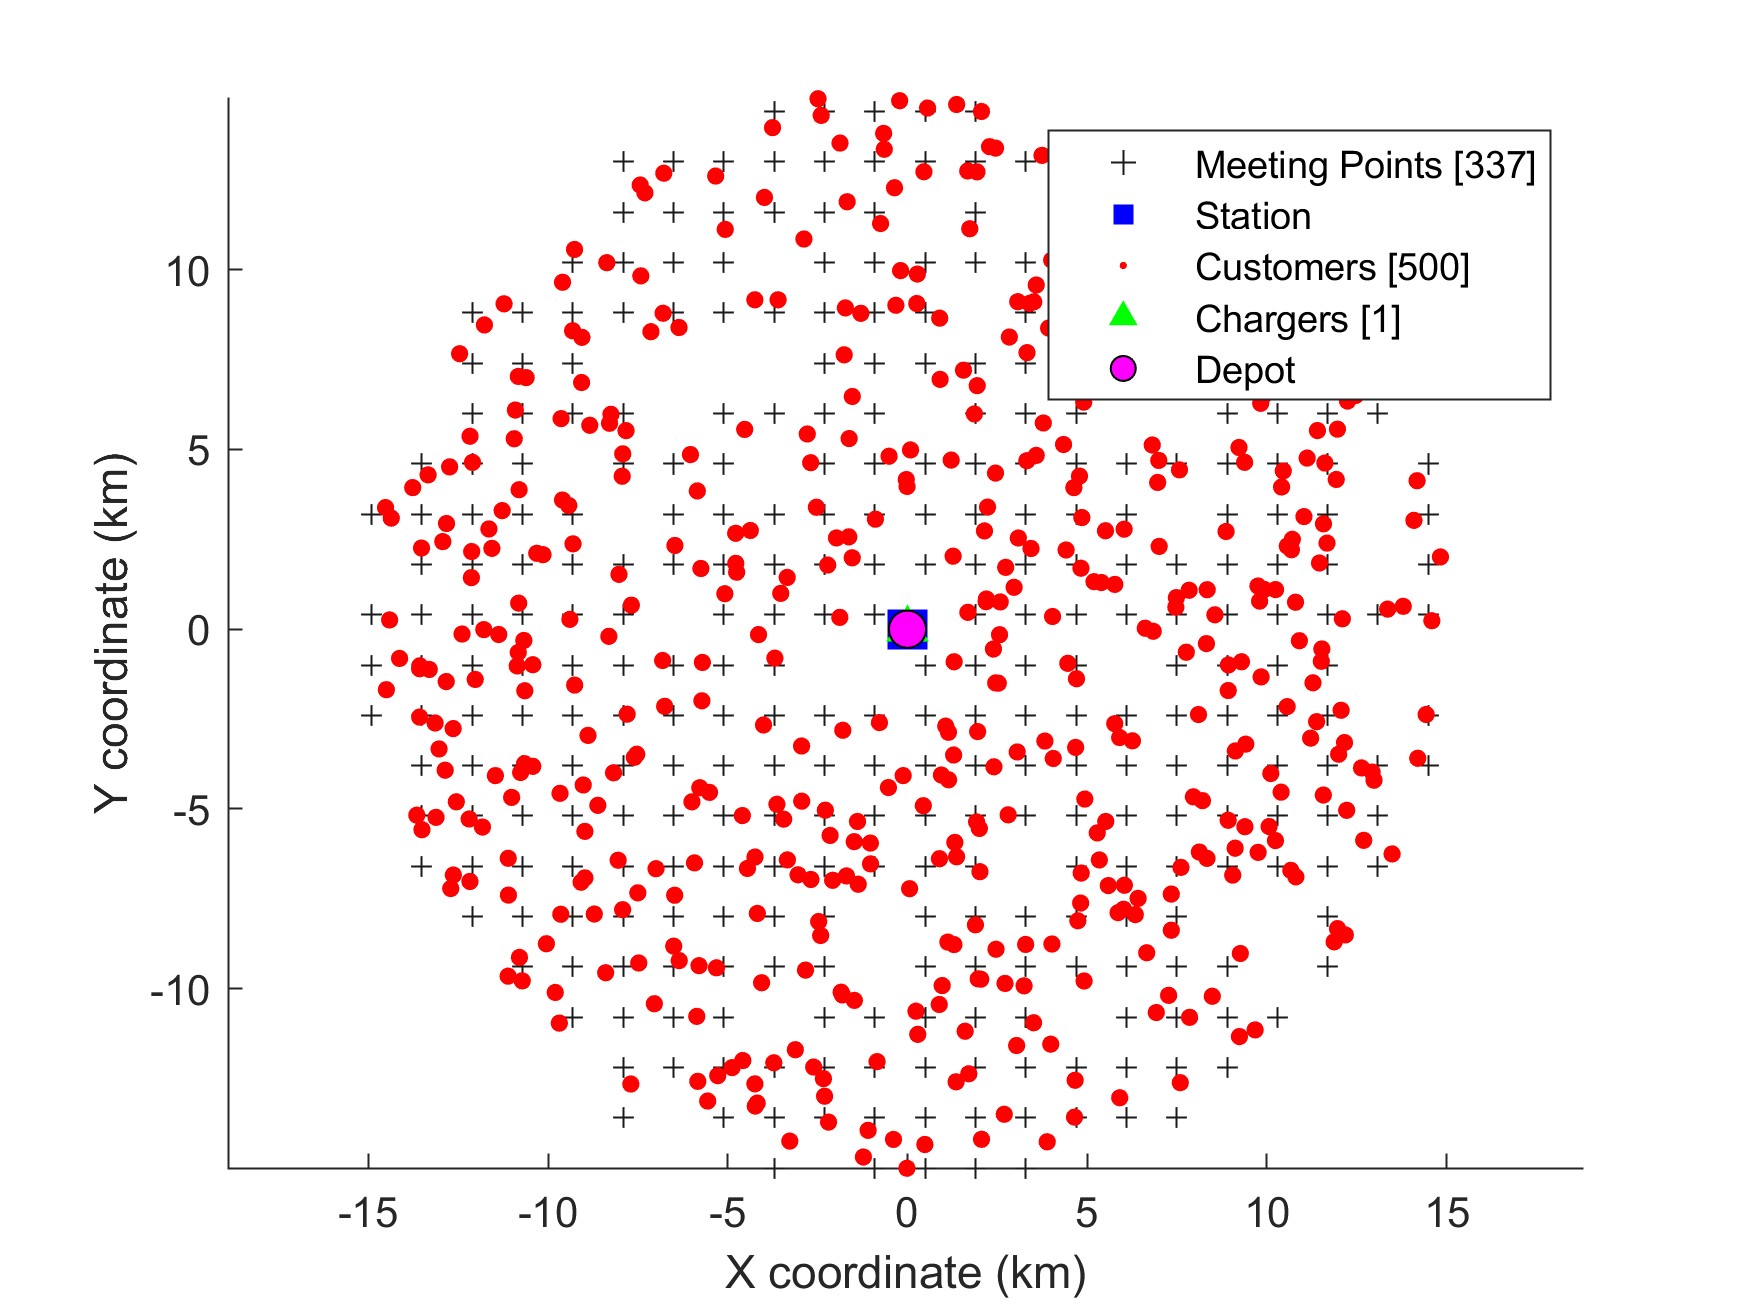 Meeting Points [337]
Station
Customers [500]
Chargers [1]
Depot
10
5
0
-5
-10
Y coordinate (km)
-15 -10 -5 0 5 10 15
X coordinate (km)